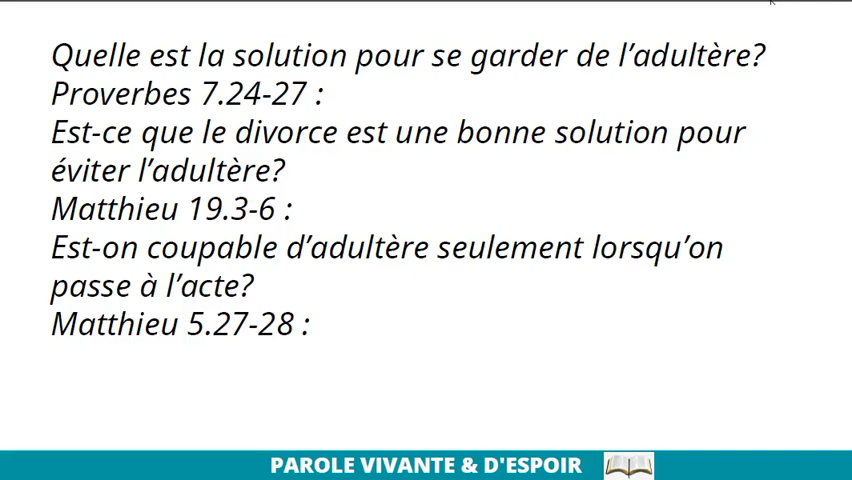 Quelle est la solution pour se garder de l’adultère?
Proverbes 7.24-27 :
Est-ce que le divorce est une bonne solution pour
éviter l’adultère?
Matthieu 19.3-6 :
Est-on coupable d’adultère seulement lorsqu’on
passe à l’acte?
Matthieu 5.27-28 :
PAROLE VIVANTE & D'ESPOIR